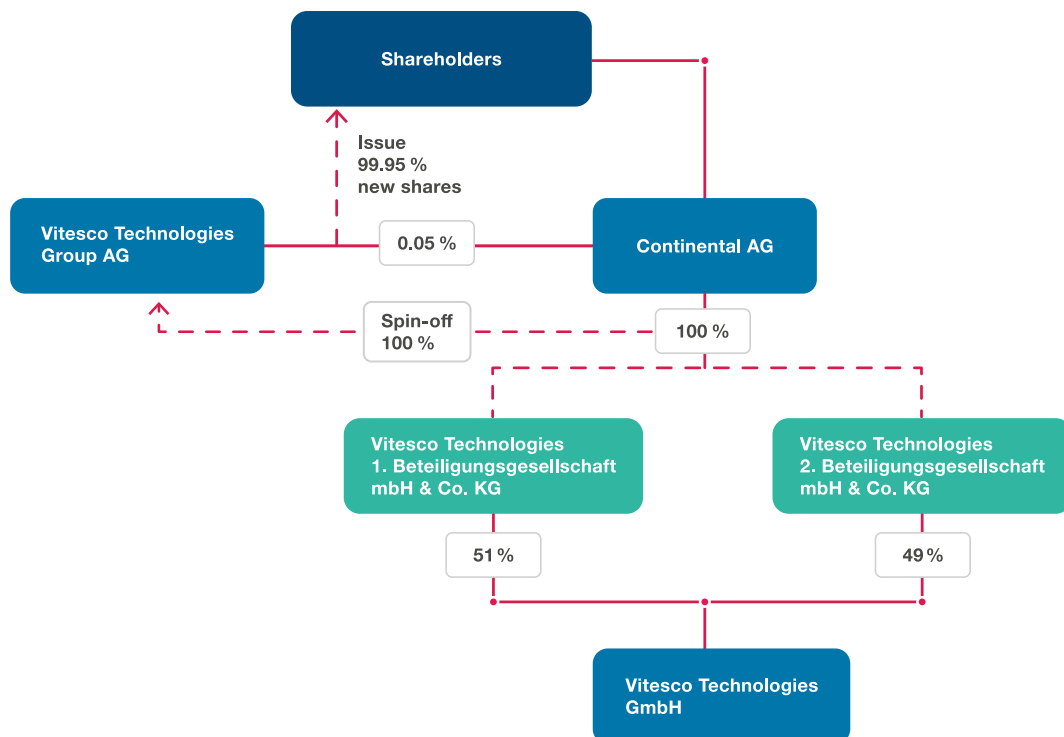 Shareholders
Issue
99.95 %
new shares
Vitesco Technologies
Group AG
0.05 %
Continental AG
Spin-off
100 %
100 %
Vitesco Technologies
1. Beteiligungsgesellschaft
mbH & Co. KG
Vitesco Technologies
2. Beteiligungsgesellschaft
mbH & Co. KG
51 %
49 %
Vitesco Technologies
GmbH